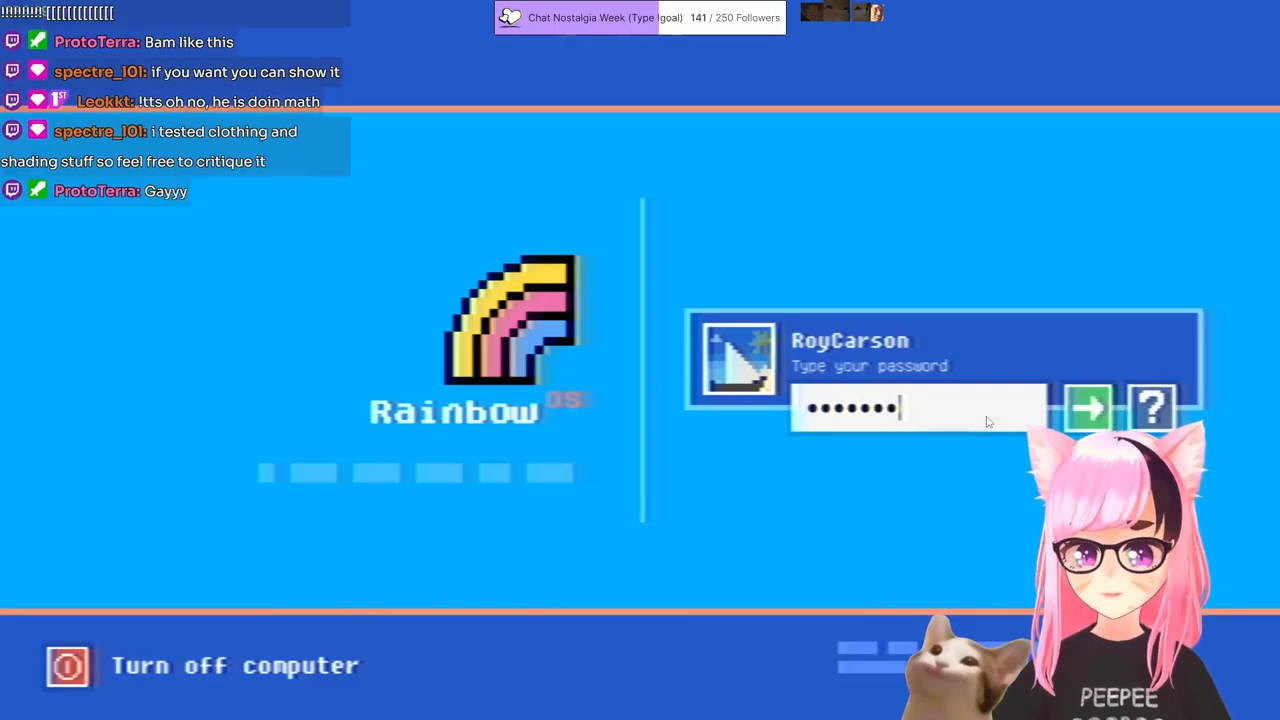 !!!!!!!!![[[[[[[[[[[[[
ProtoTerra: Bam like this
spectre_101: if you want you can show it
1ST Leokkt: !tts oh no, he is doin math
spectre_101: i tested clothing and
shading stuff so feel free to critique it
ProtoTerra: Gayyy
Chat Nostalgia Week (Type !goal) 141 / 250 Followers
Rainbow OS
RoyCarson
Type your password
?
Turn off computer
PEEPEE